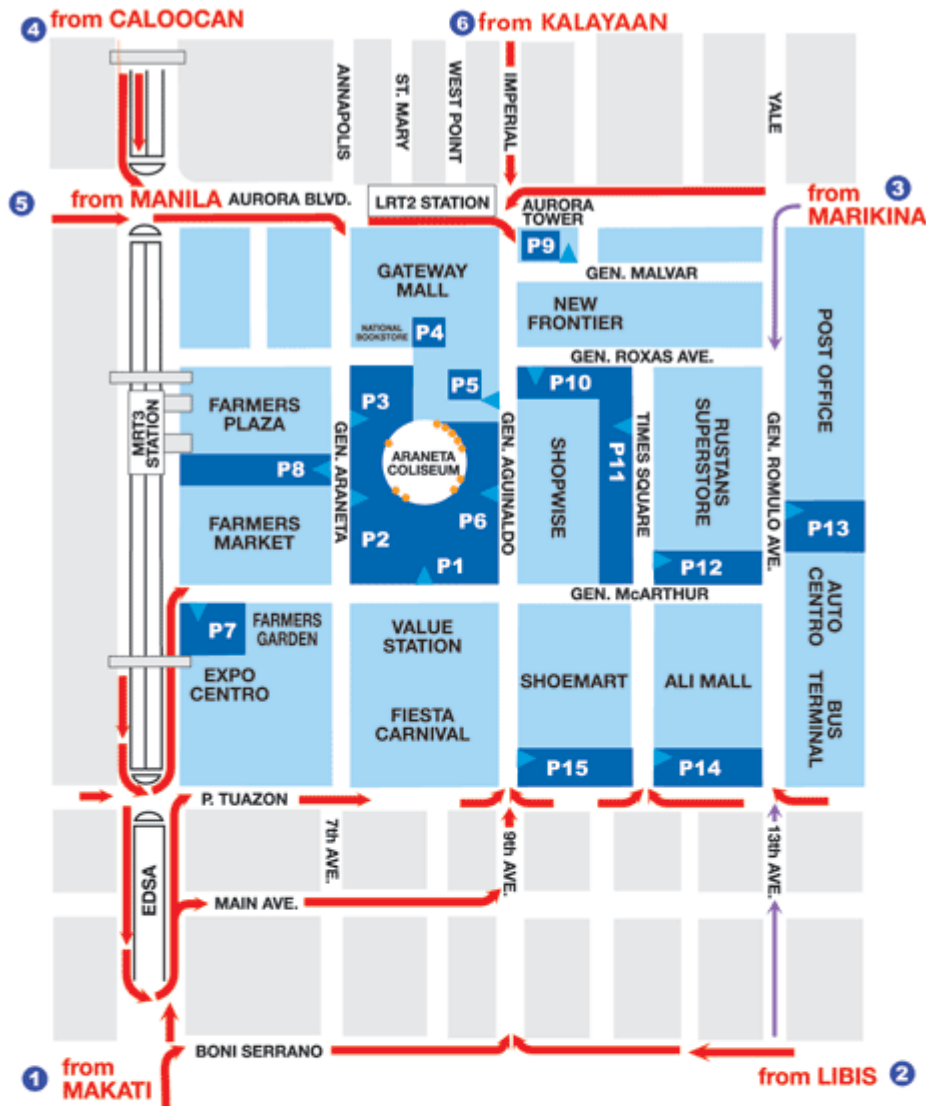 4 from CALOOCAN
6 from KALAYAAN
ANNAPOLIS
ST. MARY
WEST POINT
IMPERIAL
YALE
5 from MANILA
AURORA BLVD.
LRT2 STATION
AURORA
TOWER
from
MARIKINA
3
P9
GEN. MALVAR
GATEWAY
MALL
NATIONAL
BOOKSTORE
P4
NEW
FRONTIER
POST OFFICE
GEN. ROXAS AVE.
MRT3
STATION
FARMERS
PLAZA
P3
P5
P10
GEN. ARANETA
ARANETA
COLISEUM
GEN. AGUINALDO
SHOPWISE
P11
TIMES SQUARE
RUSTANS
SUPERSTORE
GEN. ROMULO AVE.
P8
FARMERS
MARKET
P2
P6
P1
P12
P13
GEN. McARTHUR
P7
FARMERS
GARDEN
EXPO
CENTRO
VALUE
STATION
FIESTA
CARNIVAL
SHOEMART
ALI MALL
AUTO
CENTRO
BUS
TERMINAL
P15
P14
P. TUAZON
EDSA
7th AVE.
9th AVE.
13th AVE.
MAIN AVE.
BONI SERRANO
1 from
MAKATI
from LIBIS 2